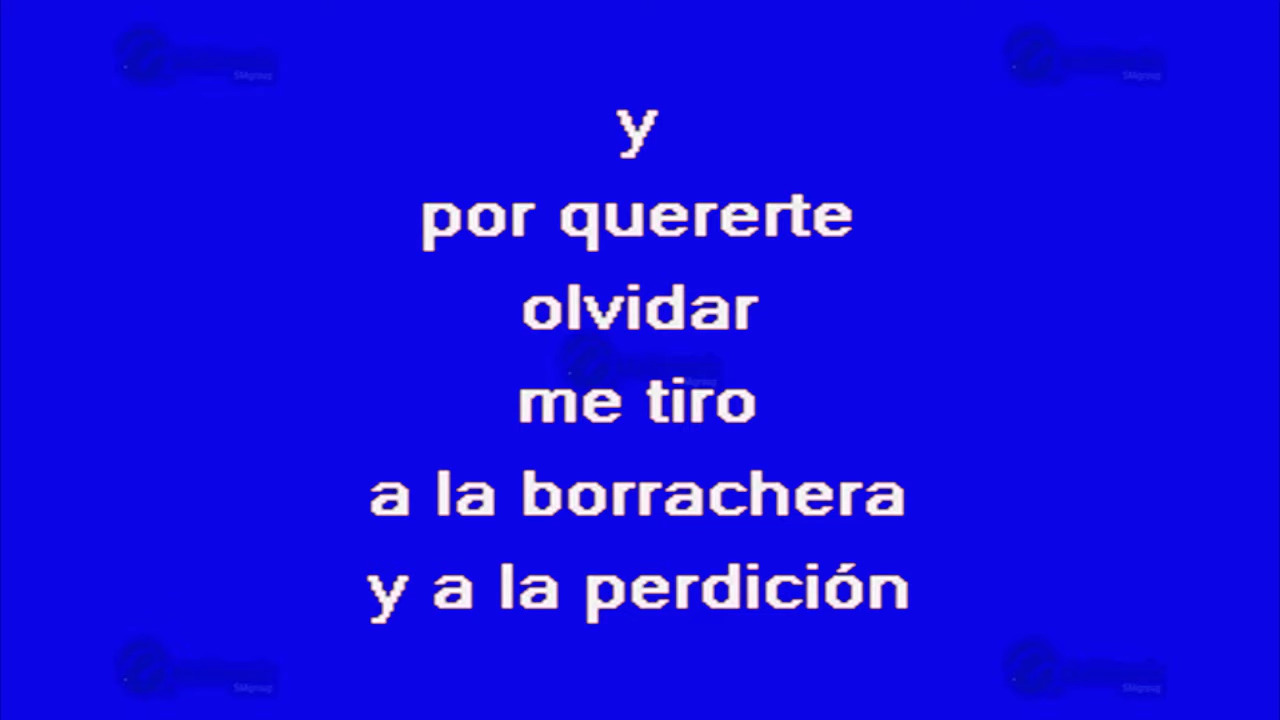 y
por quererte
olvidar
me tiro
a la borrachera
y a la perdición